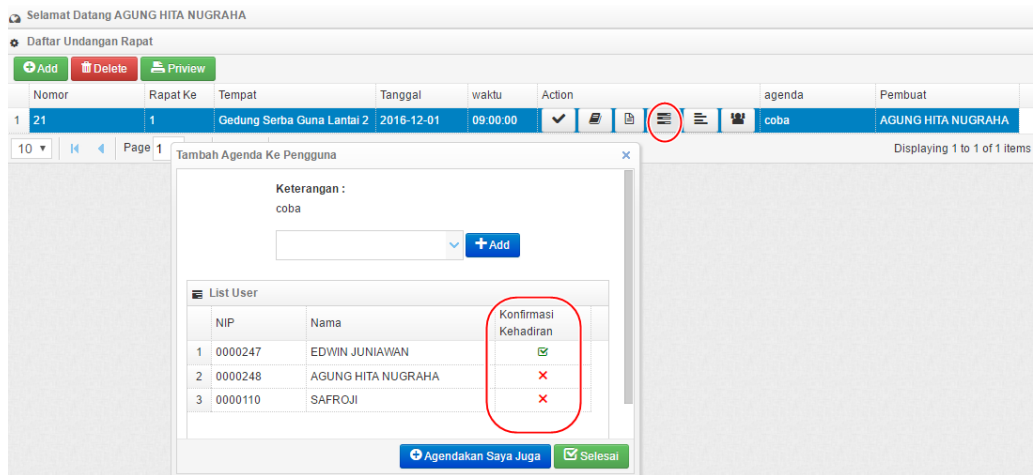 Selamat Datang AGUNG HITA NUGRAHA
Daftar Undangan Rapat
Add Delete Priview
Nomor Rapat Ke Tempat Tanggal waktu Action agenda Pembuat
1 21 1 Gedung Serba Guna Lantai 2 2016-12-01 09:00:00 coba AGUNG HITA NUGRAHA
10 Page 1 Displaying 1 to 1 of 1 items
Tambah Agenda Ke Pengguna
Keterangan :
coba
Add
List User
NIP Nama Konfirmasi
Kehadiran
1 0000247 EDWIN JUNIAWAN
2 0000248 AGUNG HITA NUGRAHA
3 0000110 SAFROJI
Agendakan Saya Juga Selesai